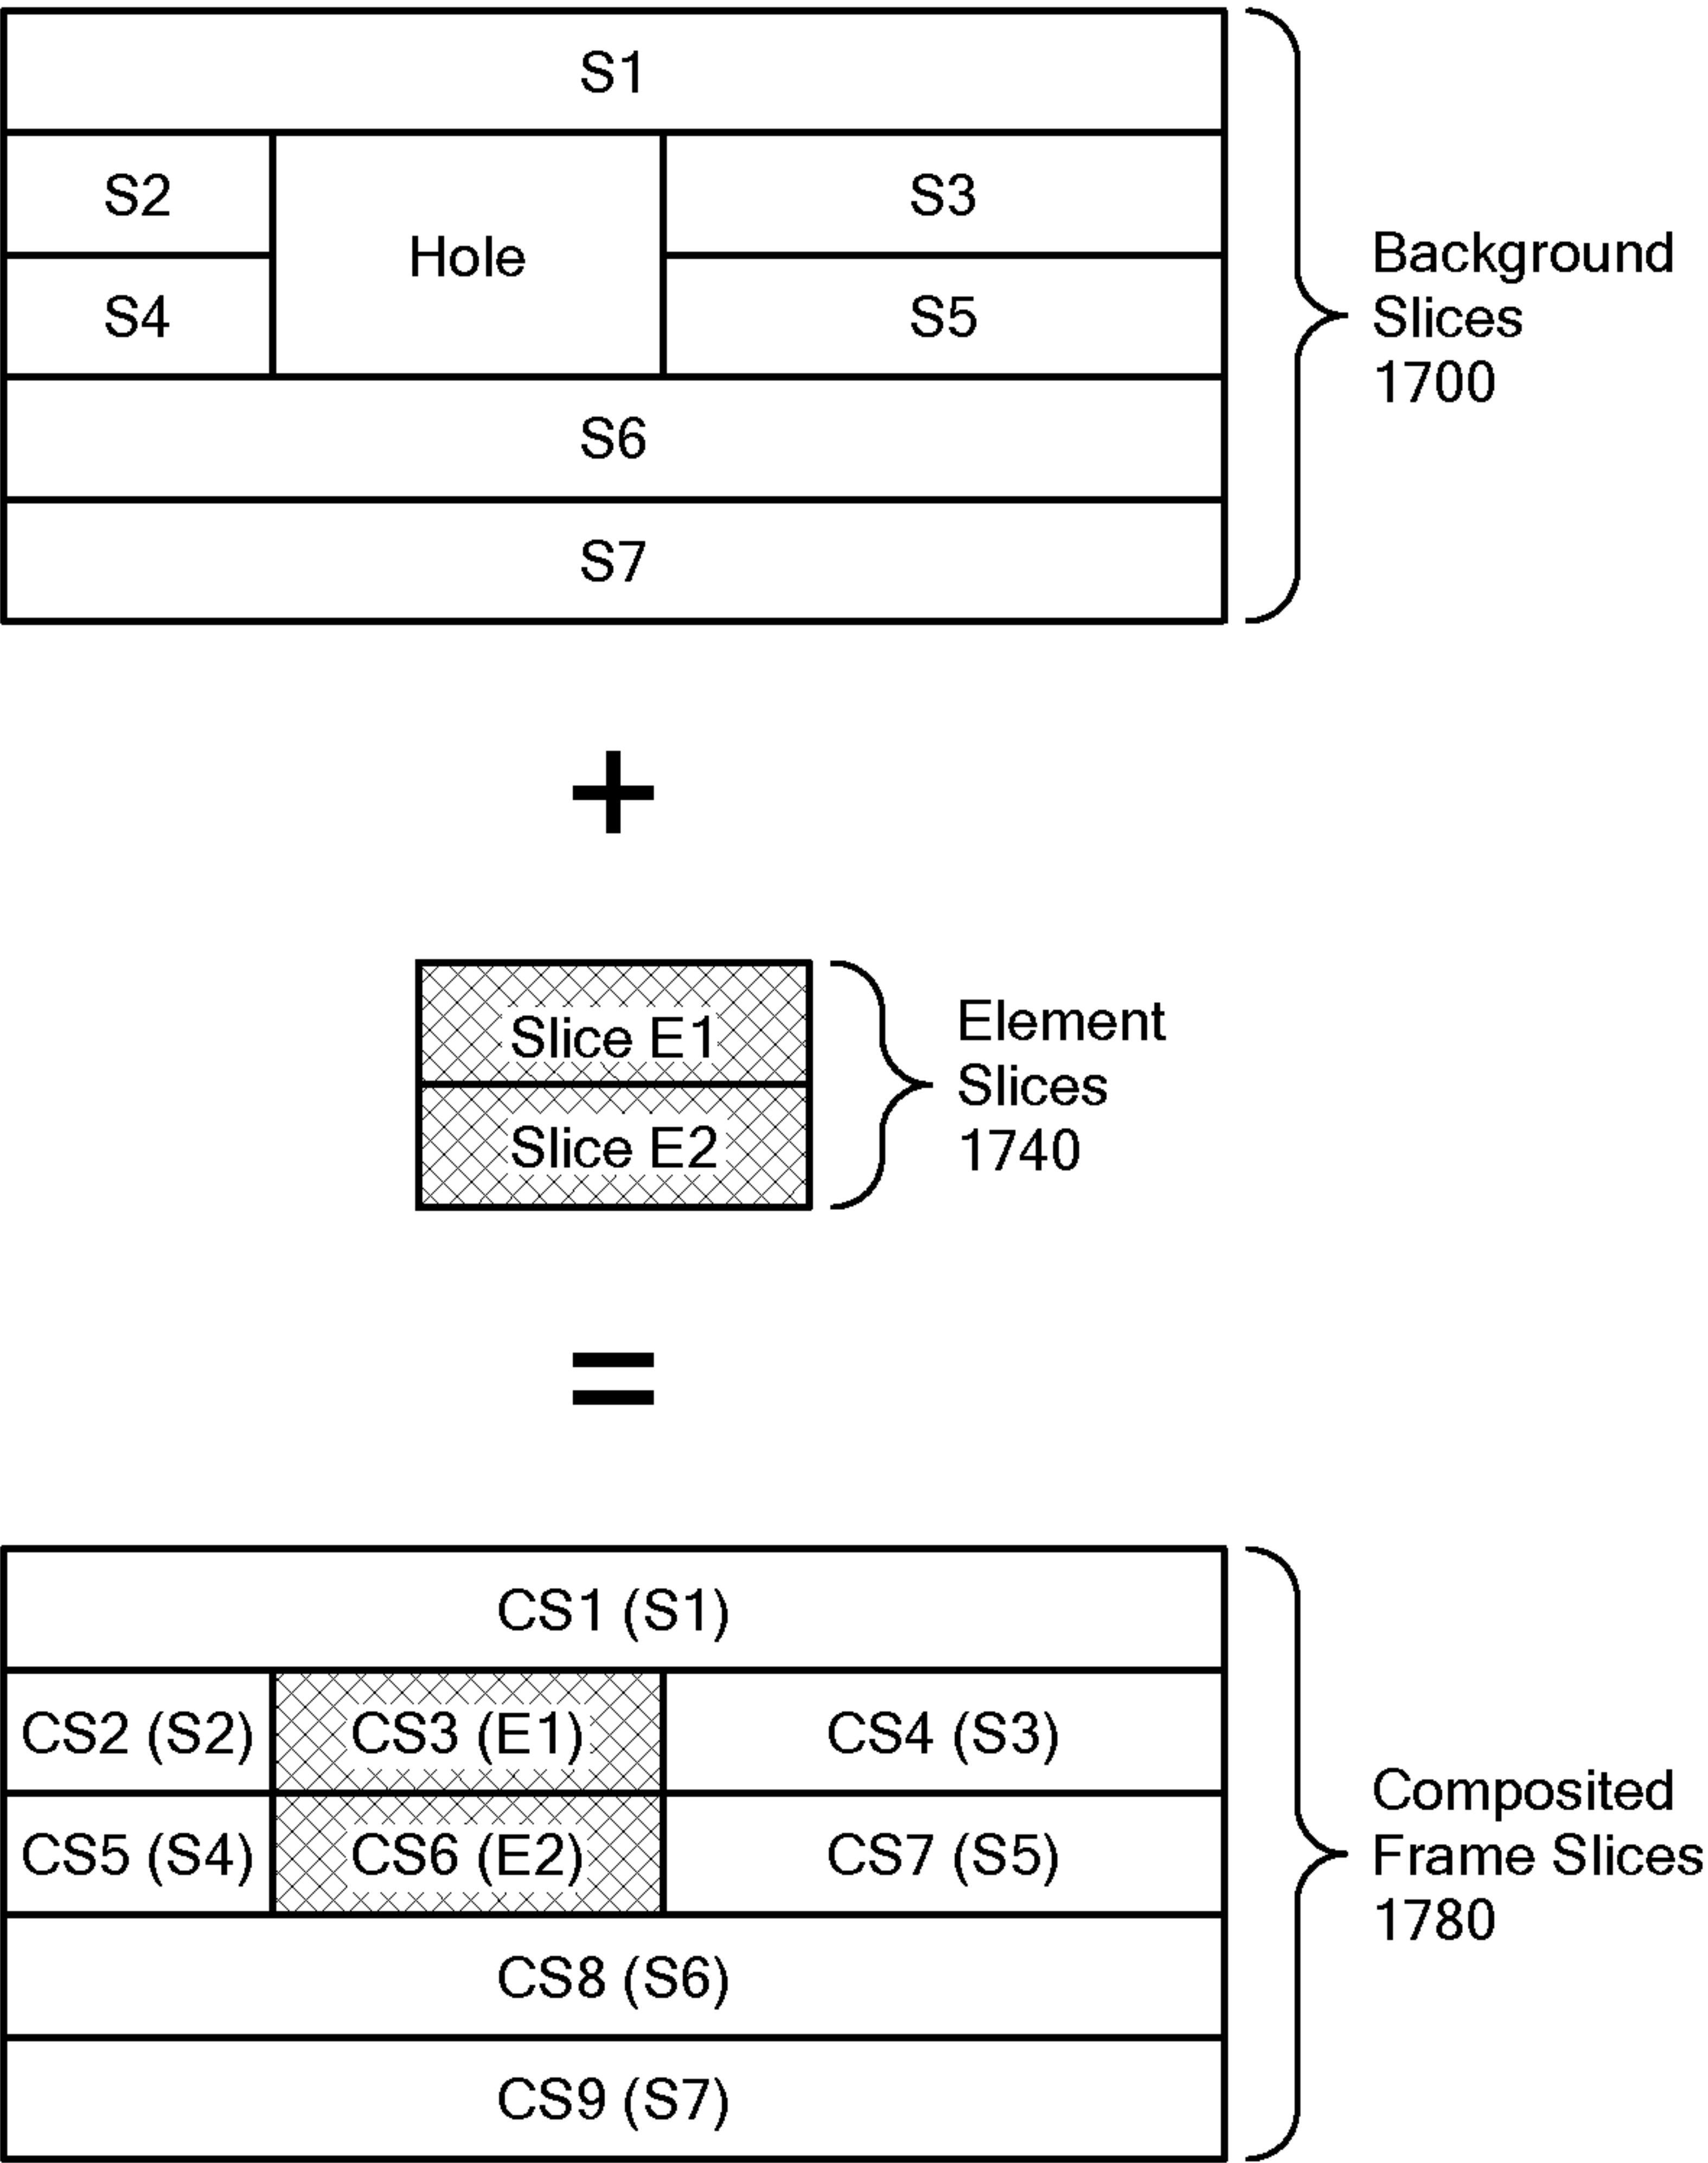 S1
S2
Hole
S3
S4
S5
S6
S7
Background
Slices
1700
+
Slice E1
Slice E2
Element
Slices
1740
=
CS1 (S1)
CS2 (S2)
CS3 (E1)
CS4 (S3)
CS5 (S4)
CS6 (E2)
CS7 (S5)
CS8 (S6)
CS9 (S7)
Composited
Frame Slices
1780